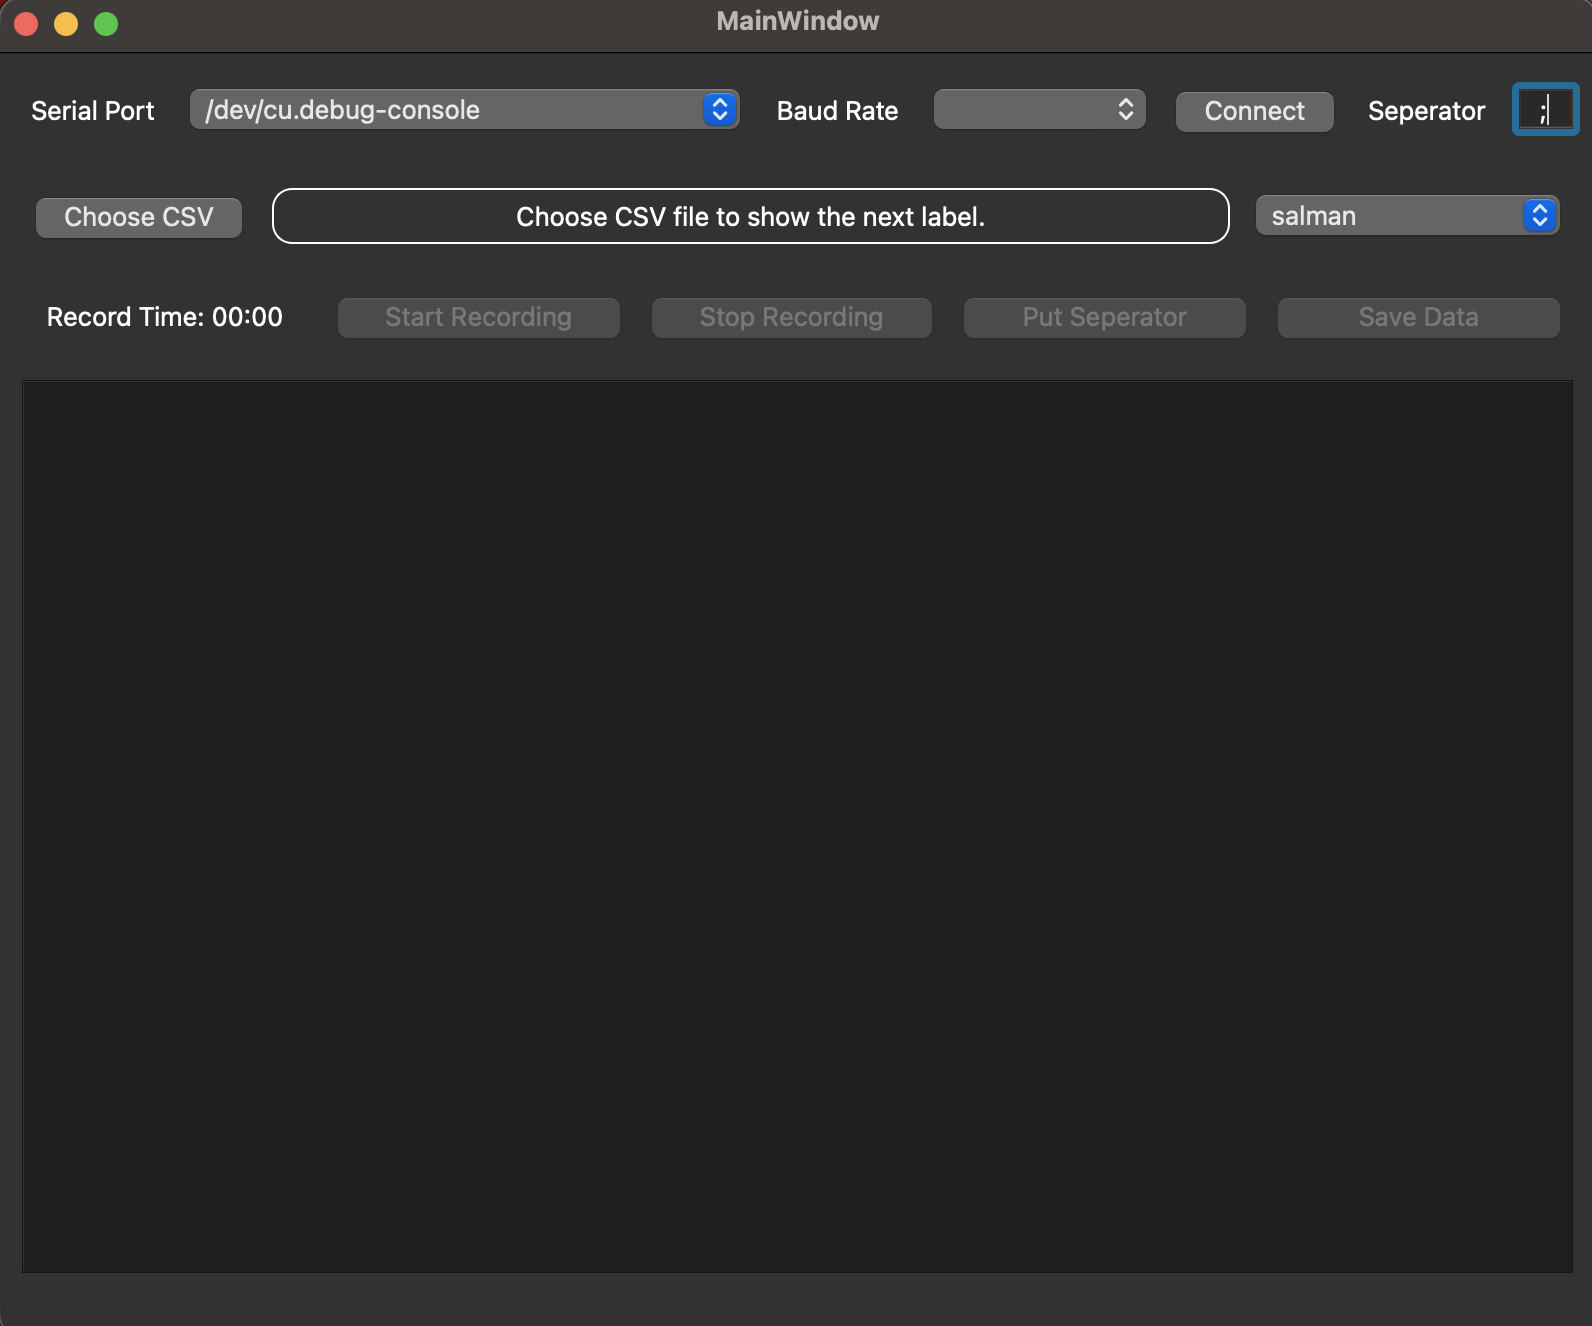 MainWindow
Serial Port /dev/cu.debug-console Baud Rate Connect Seperator ;
Choose CSV Choose CSV file to show the next label. salman
Record Time: 00:00 Start Recording Stop Recording Put Seperator Save Data